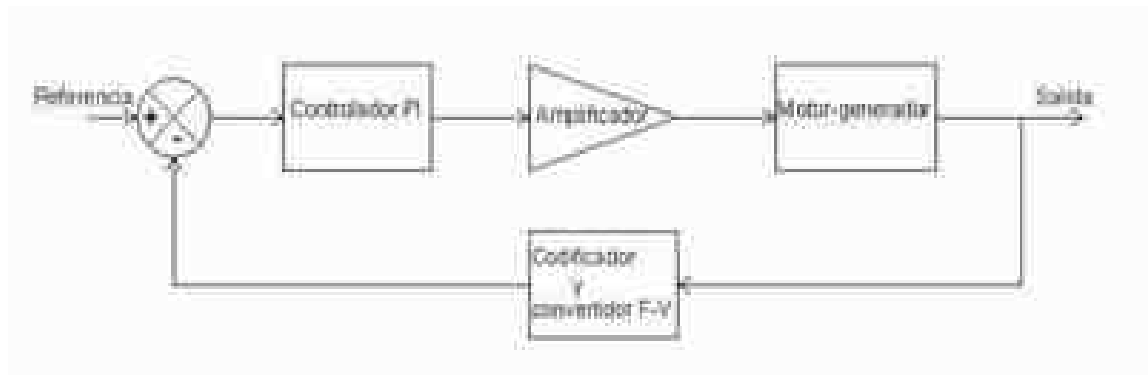 Referencia
+
-
Controlador PI
Amplificador
Motor-generador
Salida
Codificador
Y
convertidor F-V